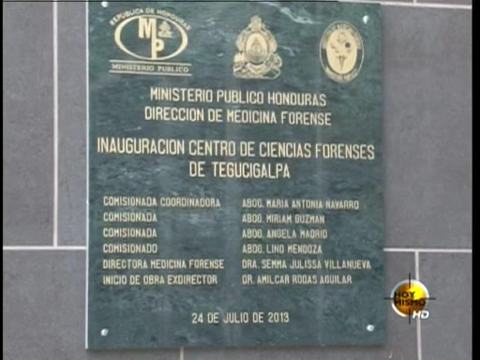 REPUBLICA DE HONDURAS
MP
MINISTERIO PUBLICO
MINISTERIO PUBLICO HONDURAS
DIRECCION DE MEDICINA FORENSE
INAUGURACION CENTRO DE CIENCIAS FORENSES
DE TEGUCIGALPA
COMISIONADA COORDINADORA ABOG. MARIA ANTONIA NAVARRO
COMISIONADA ABOG. MIRIAM GUZMAN
COMISIONADA ABOG. ANGELA MADRID
COMISIONADO ABOG. LINO MENDOZA
DIRECTORA MEDICINA FORENSE DRA. SEMMA JULISSA VILLANUEVA
INICIO DE OBRA EXDIRECTOR DR. AMILCAR RODAS AGUILAR
24 DE JULIO DE 2013
HOY
MISMO
HD